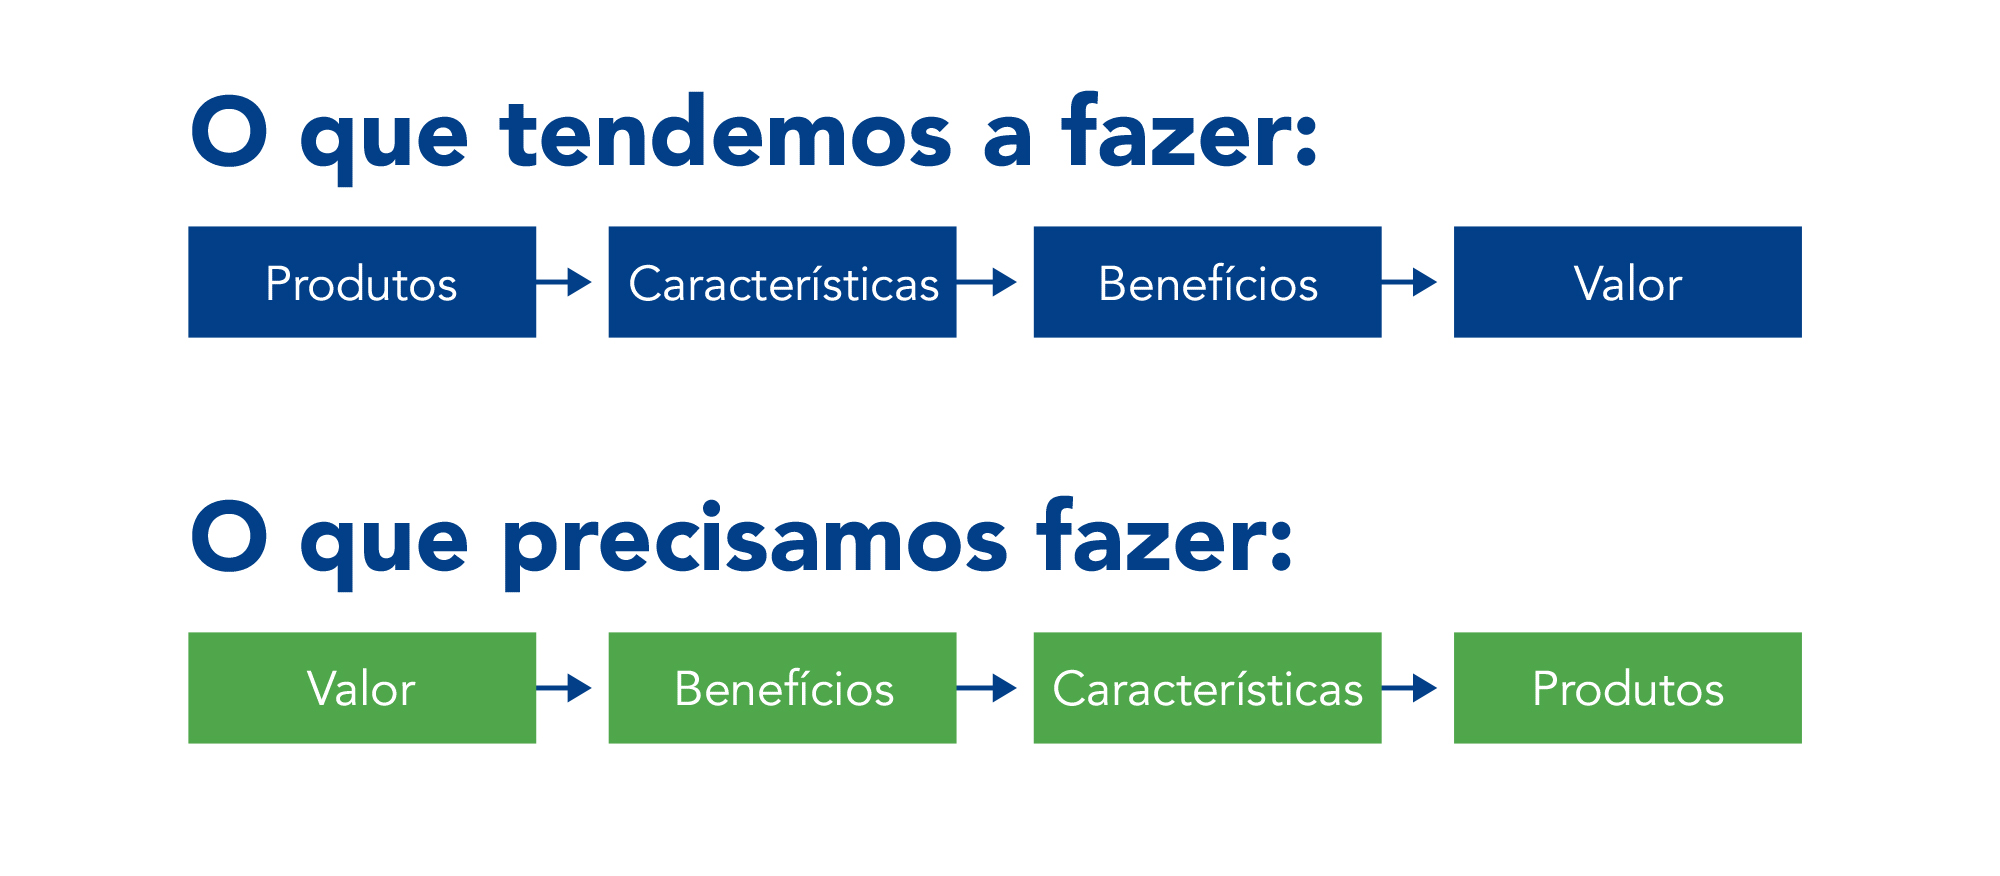 O que tendemos a fazer:
Produtos Características Benefícios Valor
O que precisamos fazer:
Valor Benefícios Características Produtos